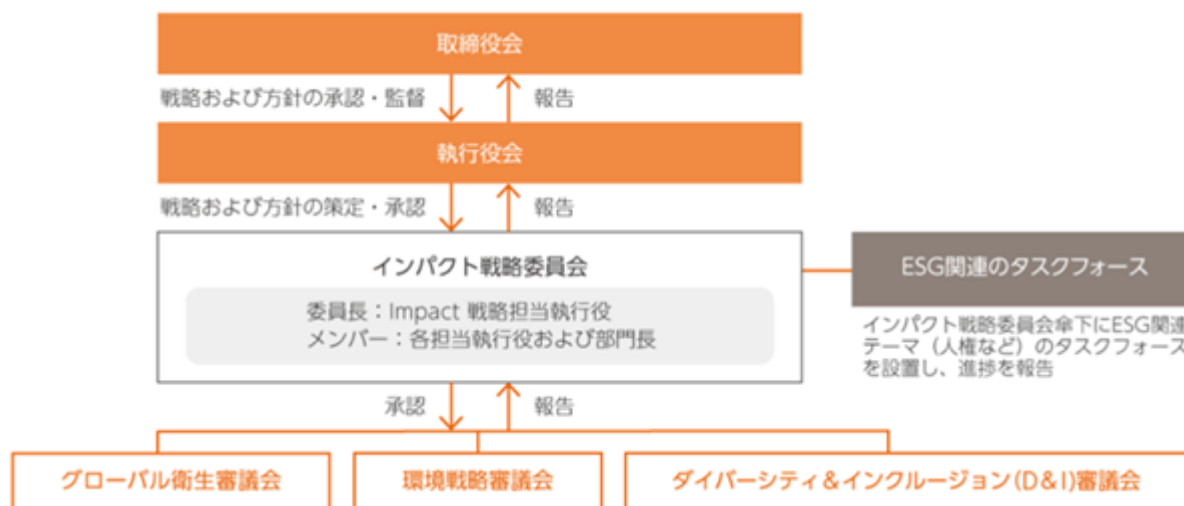 取締役会
戦略および方針の承認・監督
報告
執行役会
戦略および方針の策定・承認
報告
インパクト戦略委員会
委員長：Impact 戦略担当執行役
メンバー：各担当執行役および部門長
ESG関連のタスクフォース
インパクト戦略委員会傘下にESG関連
テーマ（人権など）のタスクフォース
を設置し、進捗を報告
承認
報告
グローバル衛生審議会
環境戦略審議会
ダイバーシティ＆インクルージョン(D＆I)審議会